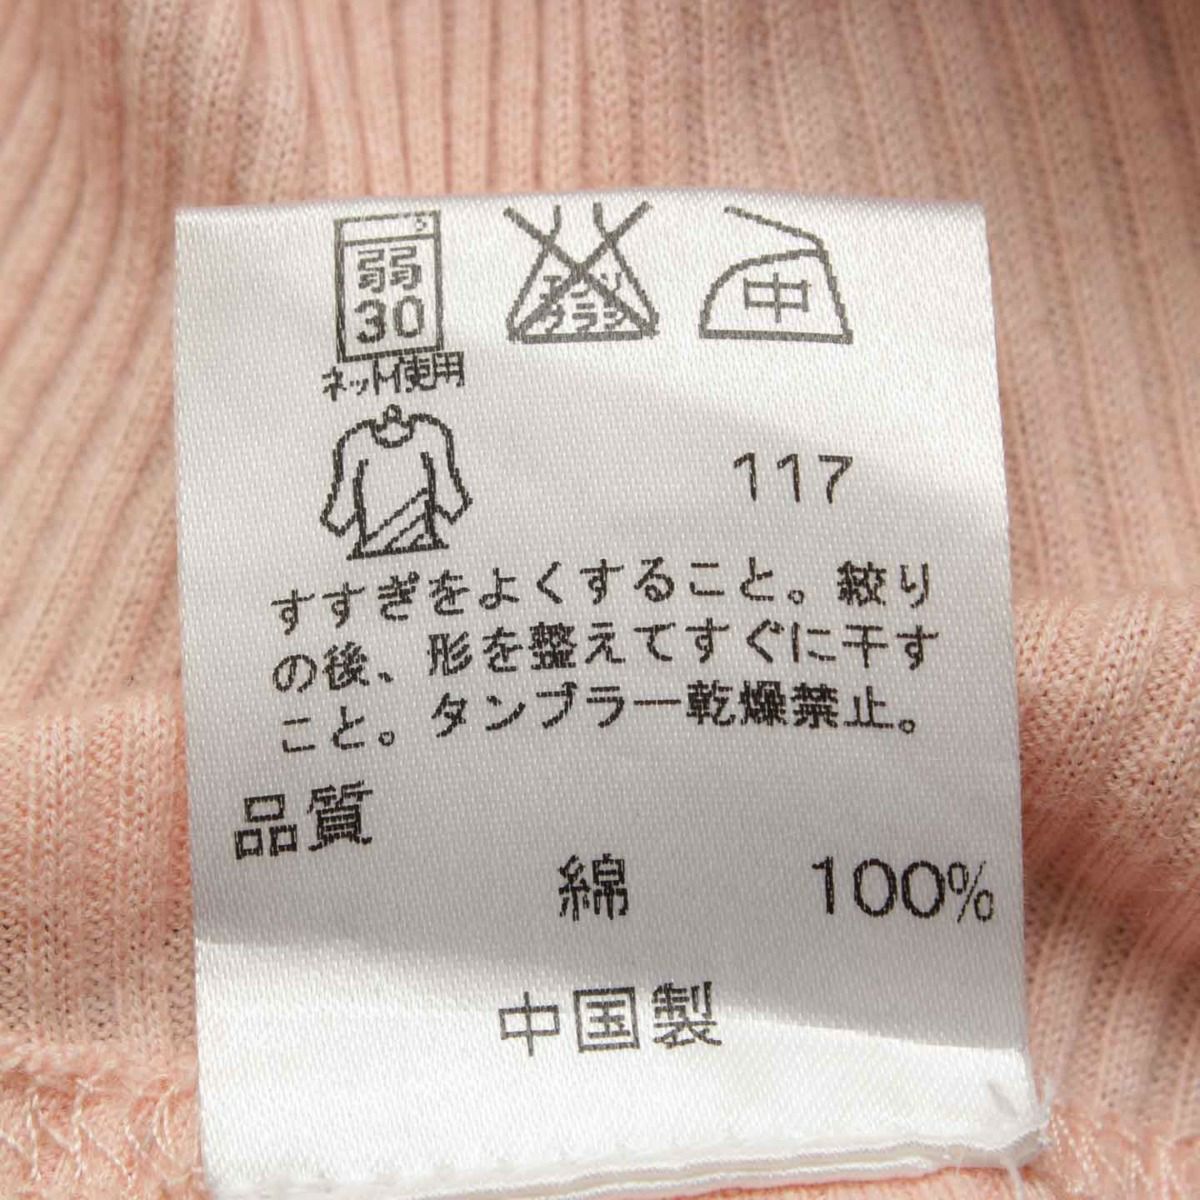 弱
30
ネット使用
エンソ
クラシ
中
117
すすぎをよくすること。絞り
の後、形を整えてすぐに干す
こと。タンブラー乾燥禁止。
品質
綿 100%
中国製